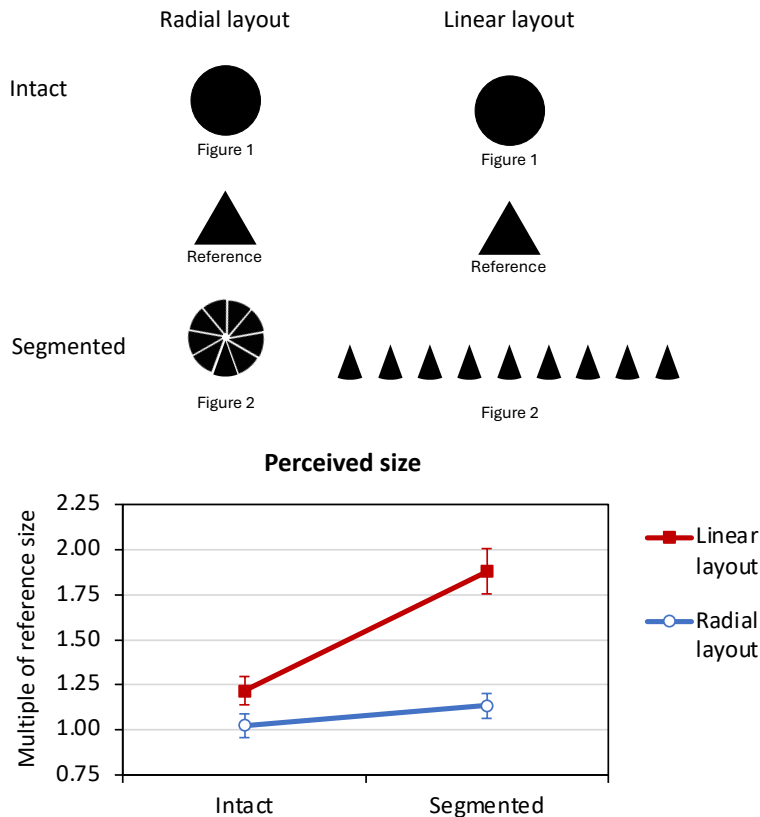 Radial layout
Linear layout
Intact
Figure 1
Figure 1
Reference
Reference
Segmented
Figure 2
Figure 2
Perceived size
Multiple of reference size
2.25
2.00
1.75
1.50
1.25
1.00
0.75
Intact
Segmented
Linear
layout
Radial
layout